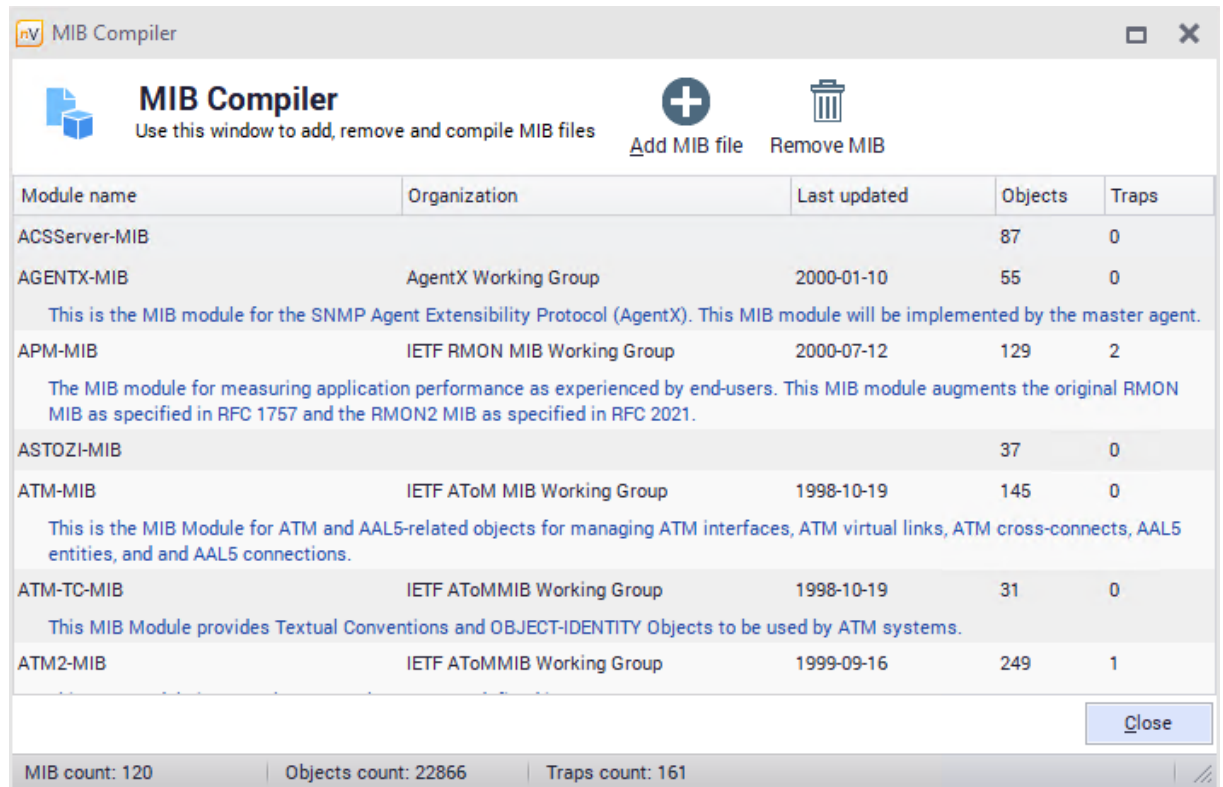 nV MIB Compiler
MIB Compiler
Use this window to add, remove and compile MIB files
Add MIB file
Remove MIB
Module name Organization Last updated Objects Traps
ACSServer-MIB 87 0
AGENTX-MIB AgentX Working Group 2000-01-10 55 0
This is the MIB module for the SNMP Agent Extensibility Protocol (AgentX). This MIB module will be implemented by the master agent.
APM-MIB IETF RMON MIB Working Group 2000-07-12 129 2
The MIB module for measuring application performance as experienced by end-users. This MIB module augments the original RMON
MIB as specified in RFC 1757 and the RMON2 MIB as specified in RFC 2021.
ASTOZI-MIB 37 0
ATM-MIB IETF AToM MIB Working Group 1998-10-19 145 0
This is the MIB Module for ATM and AAL5-related objects for managing ATM interfaces, ATM virtual links, ATM cross-connects, AAL5
entities, and and AAL5 connections.
ATM-TC-MIB IETF AToMMIB Working Group 1998-10-19 31 0
This MIB Module provides Textual Conventions and OBJECT-IDENTITY Objects to be used by ATM systems.
ATM2-MIB IETF AToMMIB Working Group 1999-09-16 249 1
Close
MIB count: 120 Objects count: 22866 Traps count: 161